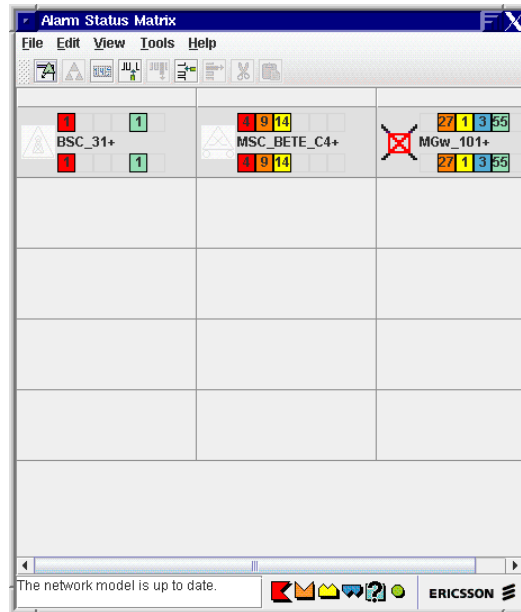 Alarm Status Matrix
File Edit View Tools Help
1 1
BSC_31+
1 1
4 9 14
MSC_BETE_C4+
4 9 14
27 1 3 55
MGw_101+
27 1 3 55
The network model is up to date.
?
ERICSSON